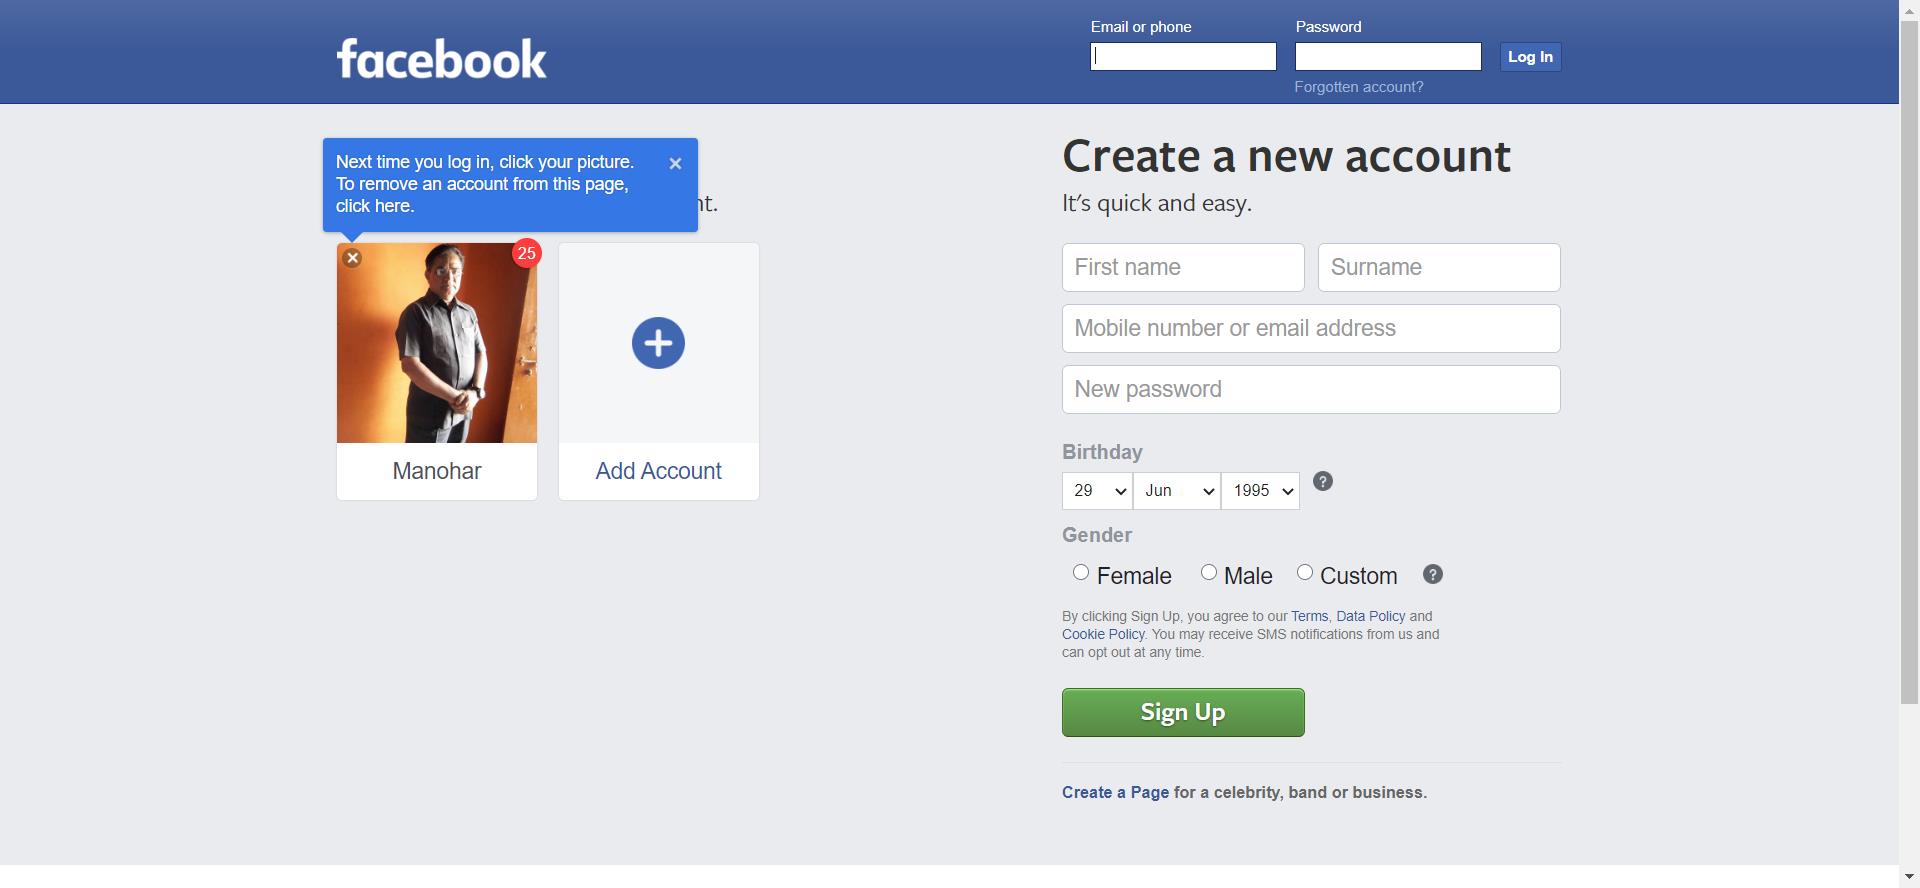 facebook
Email or phone
Password
Log In
Forgotten account?
Next time you log in, click your picture.
To remove an account from this page,
click here.
25
Manohar
Add Account
Create a new account
It's quick and easy.
First name
Surname
Mobile number or email address
New password
Birthday
29
Jun
1995
?
Gender
Female
Male
Custom
?
By clicking Sign Up, you agree to our Terms, Data Policy and
Cookie Policy. You may receive SMS notifications from us and
can opt out at any time.
Sign Up
Create a Page for a celebrity, band or business.